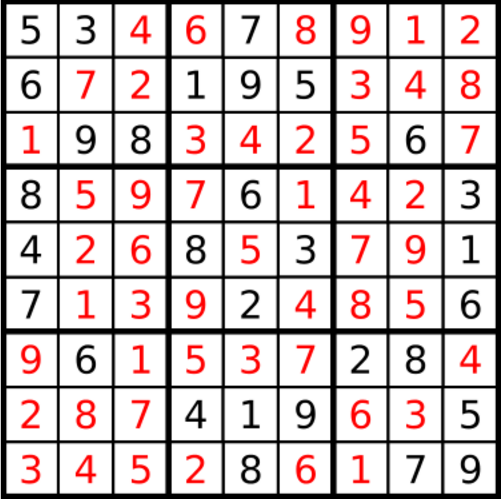 5 3 4 6 7 8 9 1 2
6 7 2 1 9 5 3 4 8
1 9 8 3 4 2 5 6 7
8 5 9 7 6 1 4 2 3
4 2 6 8 5 3 7 9 1
7 1 3 9 2 4 8 5 6
9 6 1 5 3 7 2 8 4
2 8 7 4 1 9 6 3 5
3 4 5 2 8 6 1 7 9